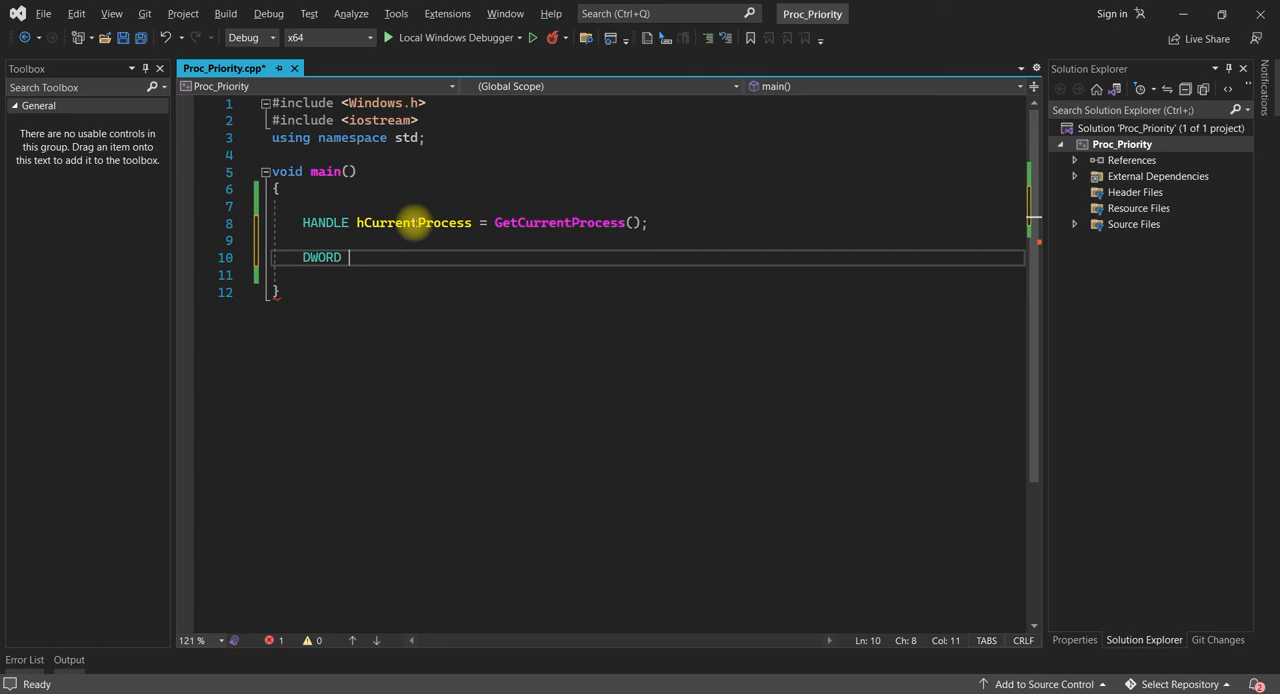 File Edit View Git Project Build Debug Test Analyze Tools Extensions Window Help Search (Ctrl+Q) Proc_Priority Sign in
Debug x64 Local Windows Debugger Live Share
Toolbox
Search Toolbox
General
There are no usable controls in
this group. Drag an item onto
this text to add it to the toolbox.
Proc_Priority.cpp*
Proc_Priority (Global Scope) main()
1 #include <Windows.h>
2 #include <iostream>
3 using namespace std;
4
5 void main()
6 {
7
8 HANDLE hCurrentProcess = GetCurrentProcess();
9
10 DWORD
11
12 }
121 % 1 0 Ln: 10 Ch: 8 Col: 11 TABS CRLF
Solution Explorer
Search Solution Explorer (Ctrl+;)
Solution 'Proc_Priority' (1 of 1 project)
Proc_Priority
References
External Dependencies
Header Files
Resource Files
Source Files
Properties Solution Explorer Git Changes
Notifications
Error List Output
Ready Add to Source Control Select Repository 2